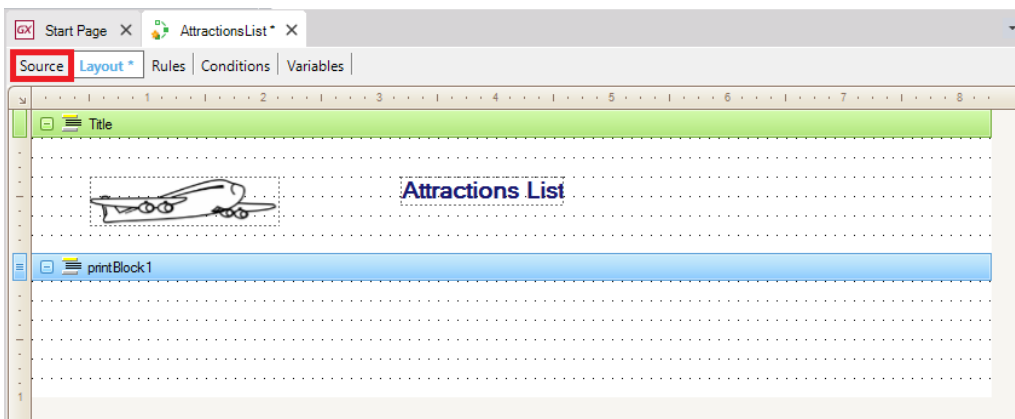 GX Start Page AttractionsList *
Source Layout * Rules Conditions Variables
1 2 3 4 5 6 7 8
Title
Attractions List
printBlock1
1